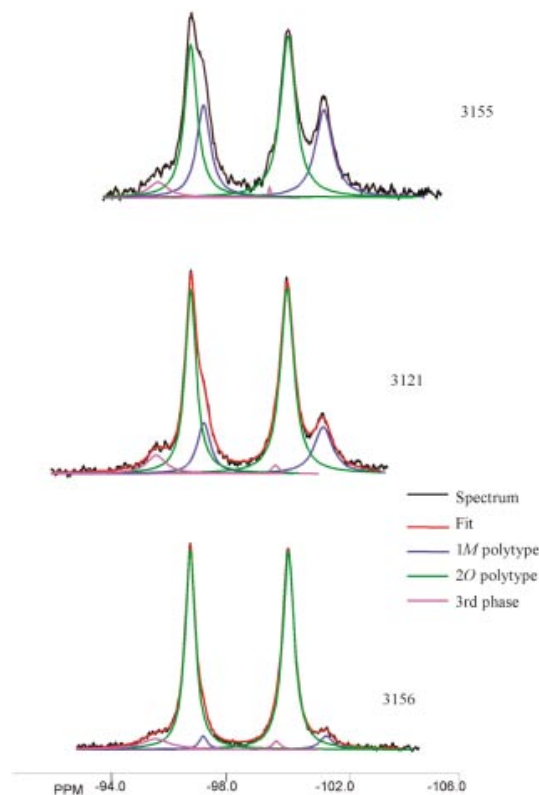 3155
3121
Spectrum
Fit
1M polytype
2O polytype
3rd phase
3156
PPM -94.0 -98.0 -102.0 -106.0